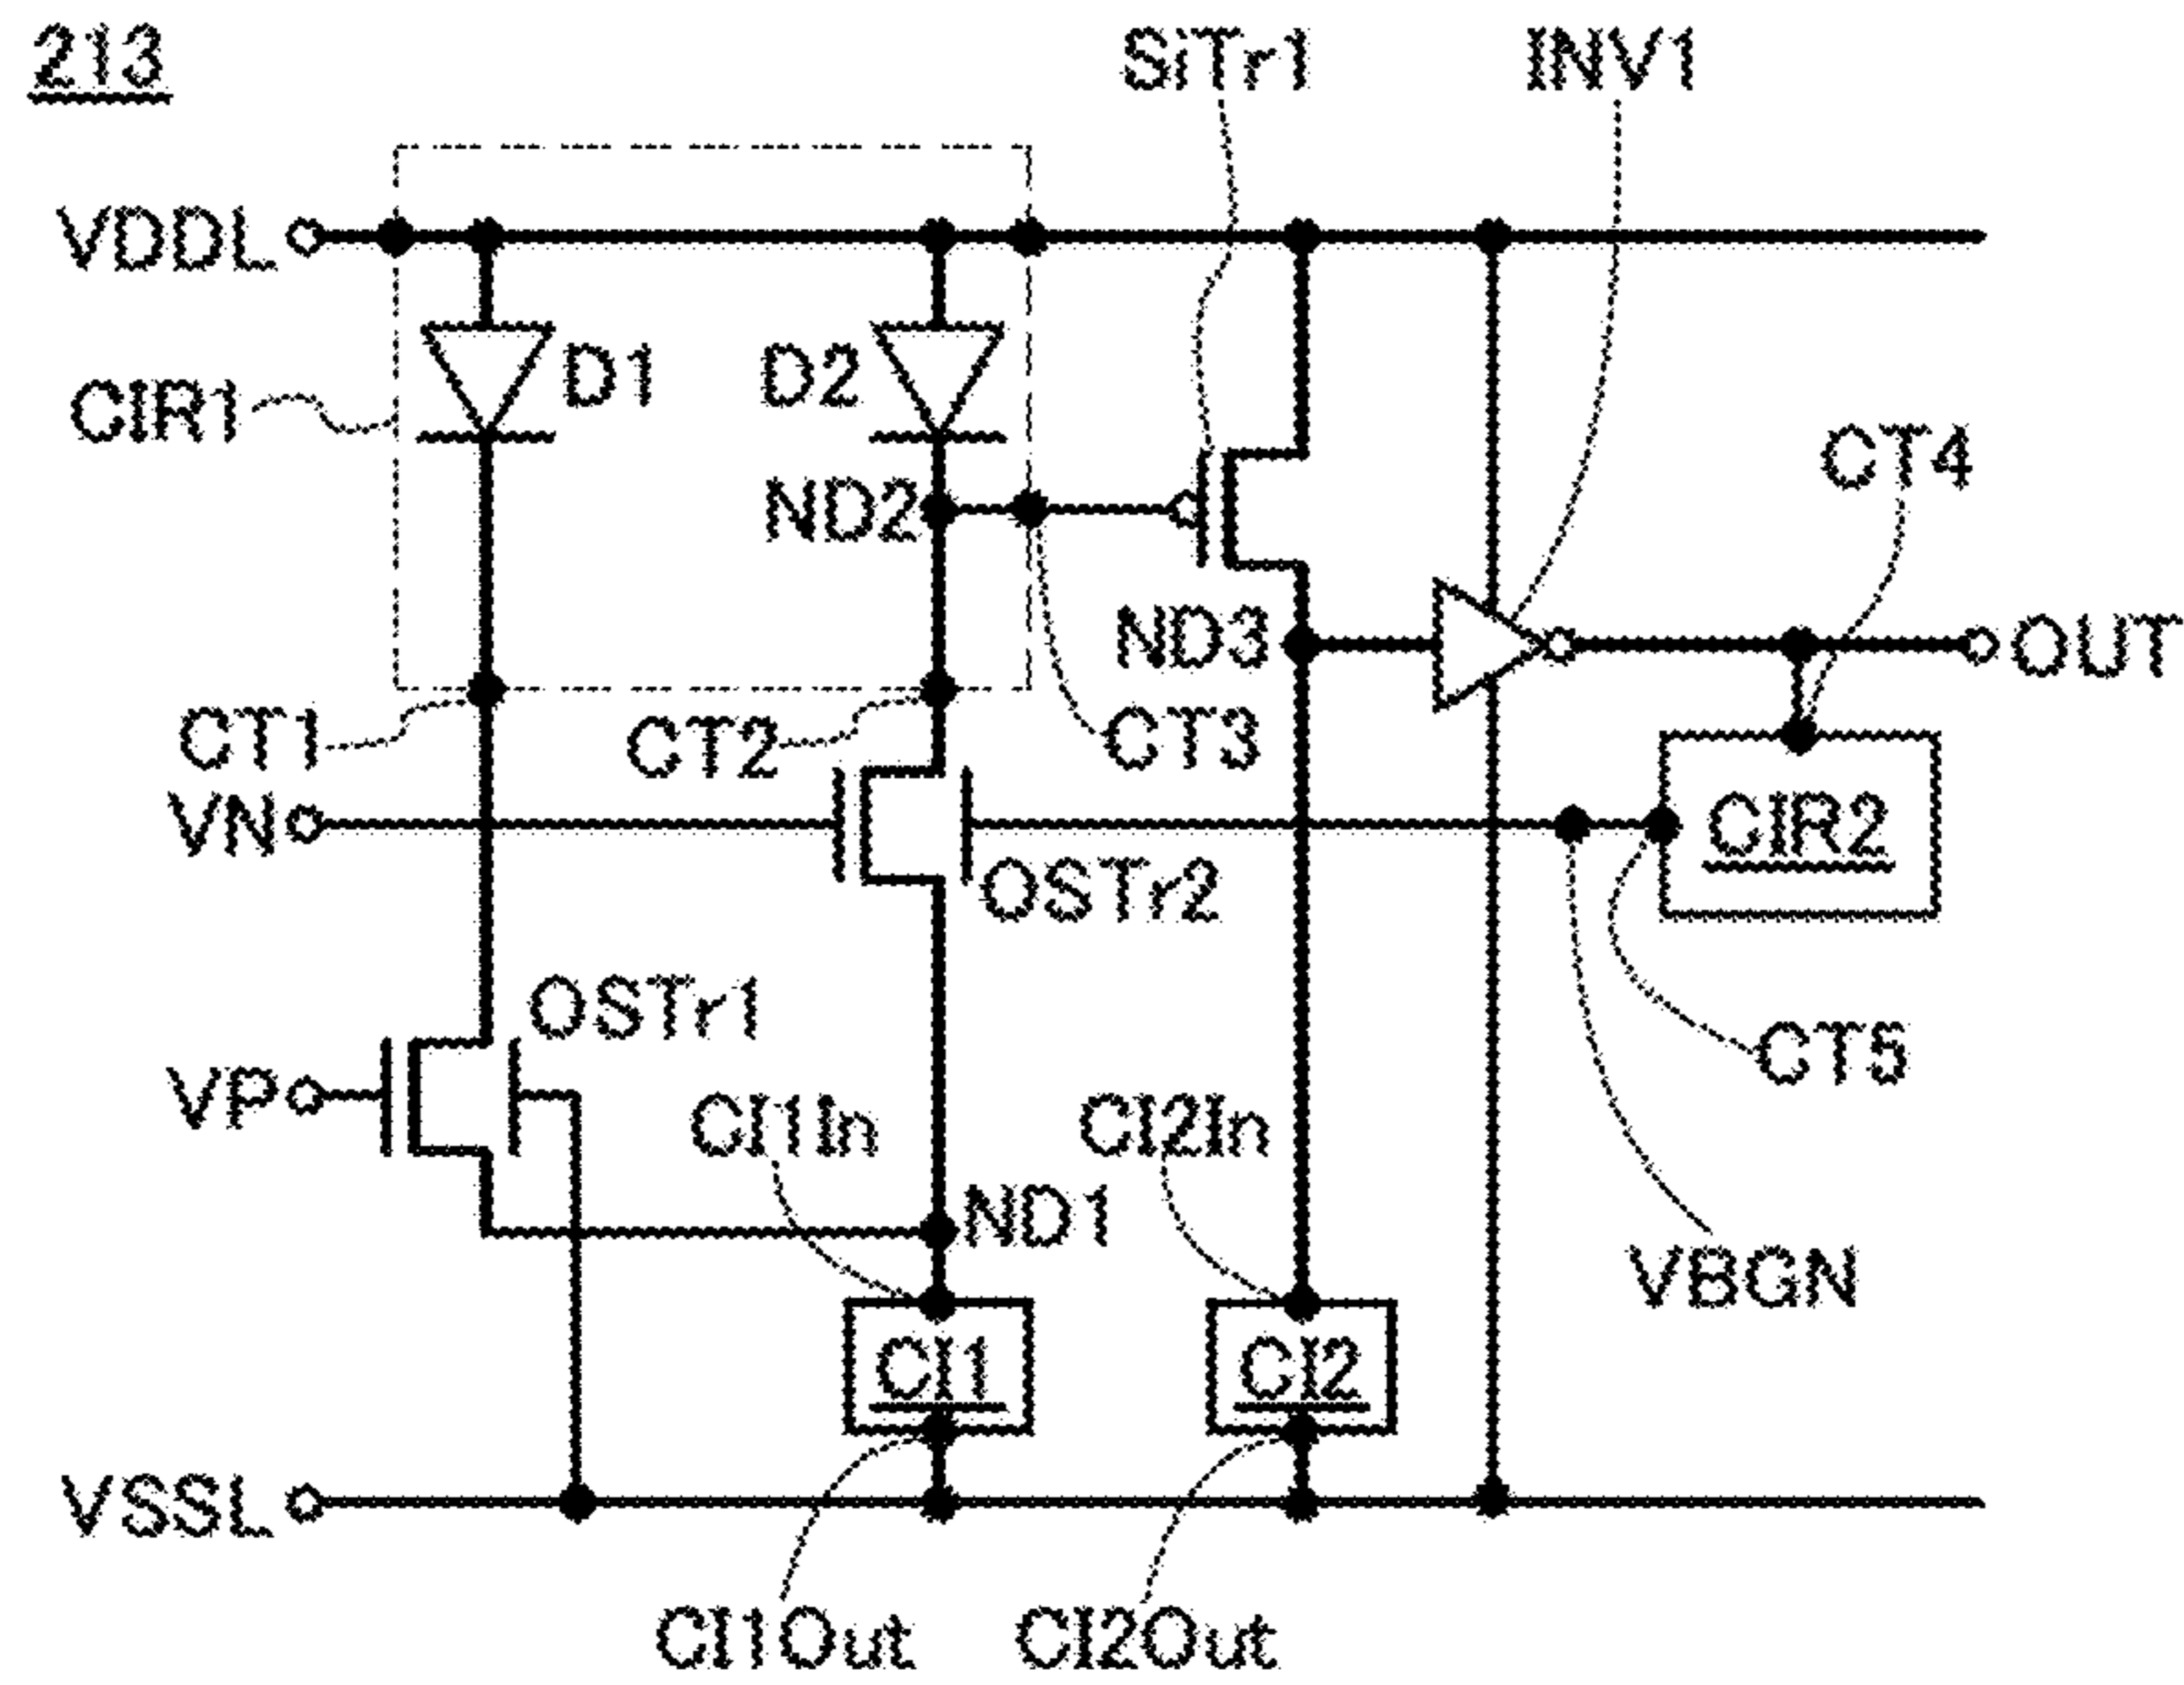 213
SiTr1
INV1
VDDL
D1
D2
CIR1
CT4
ND2
ND3
OUT
CT1
CT2
CT3
VN
CIR2
OSTr2
OSTr1
CT5
VP
CI1In
CI2In
ND1
VBGN
CI1
CI2
VSSL
CI1Out
CI2Out